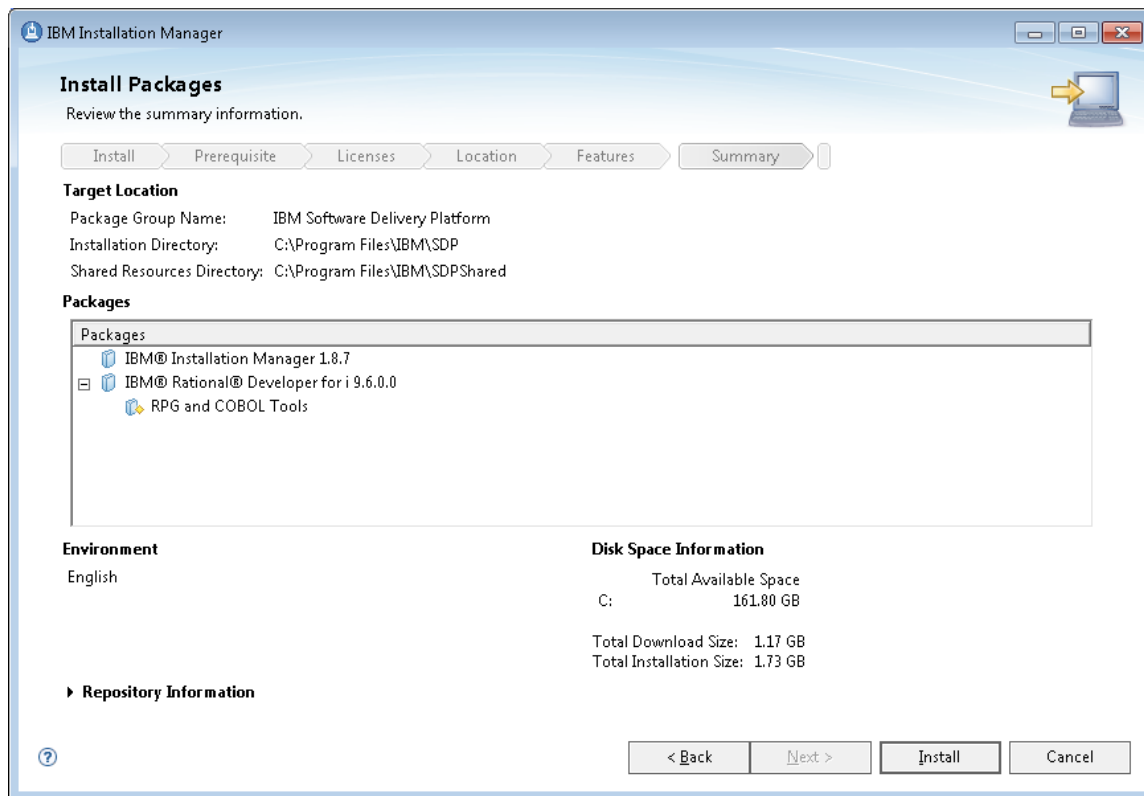 IBM Installation Manager
Install Packages
Review the summary information.
Install Prerequisite Licenses Location Features Summary
Target Location
Package Group Name: IBM Software Delivery Platform
Installation Directory: C:\Program Files\IBM\SDP
Shared Resources Directory: C:\Program Files\IBM\SDPShared
Packages
Packages
IBM® Installation Manager 1.8.7
IBM® Rational® Developer for i 9.6.0.0
RPG and COBOL Tools
Environment
English
Disk Space Information
Total Available Space
C: 161.80 GB
Total Download Size: 1.17 GB
Total Installation Size: 1.73 GB
Repository Information
< Back Next > Install Cancel